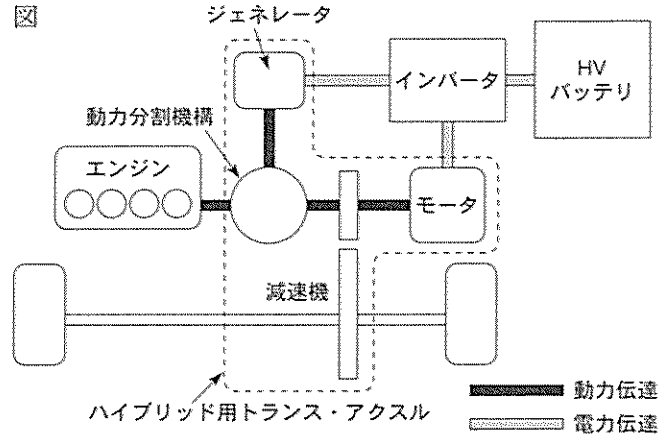 図
ジェネレータ
インバータ
HV
バッテリ
動力分割機構
エンジン
モータ
減速機
ハイブリッド用トランス・アクスル
動力伝達
電力伝達